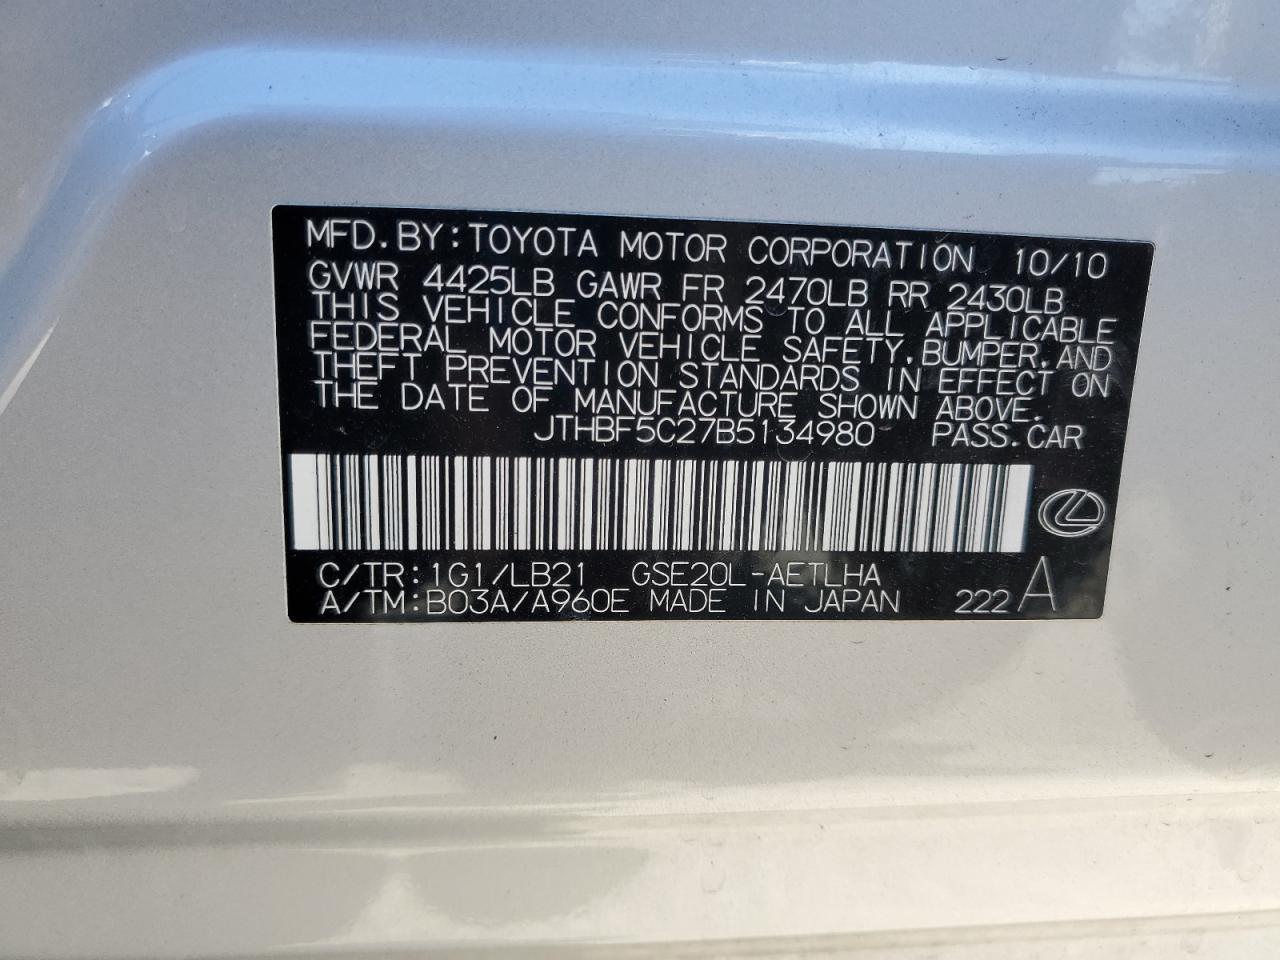 MFD.BY:TOYOTA MOTOR CORPORATION 10/10
GVWR 4425LB GAWR FR 2470LB RR 2430LB
THIS VEHICLE CONFORMS TO ALL APPLICABLE
FEDERAL MOTOR VEHICLE SAFETY,BUMPER,AND
THEFT PREVENTION STANDARDS IN EFFECT ON
THE DATE OF MANUFACTURE SHOWN ABOVE.
JTHBF5C27B5134980 PASS.CAR
C/TR:1G1/LB21 GSE20L-AETLHA
A/TM:B03A/A960E MADE IN JAPAN 222 A